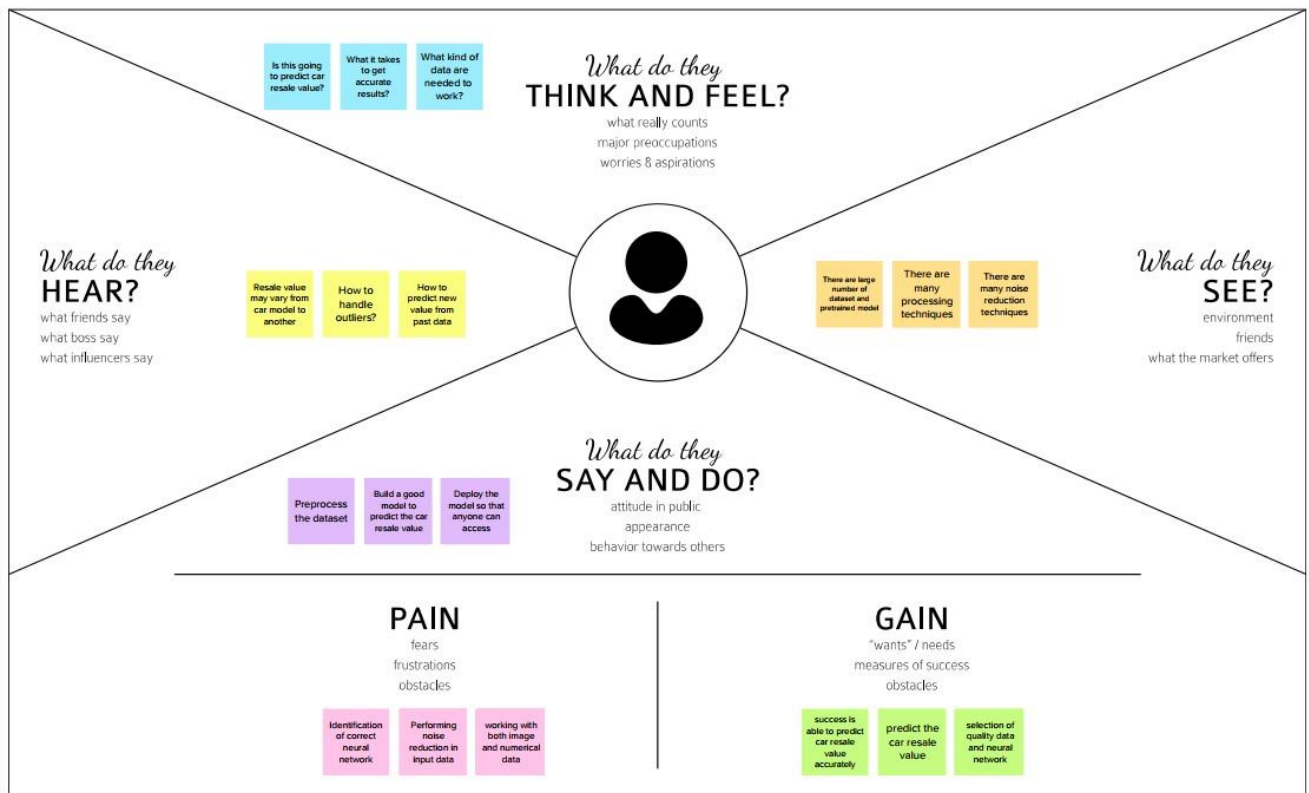 Is this going
to predict car
resale value?
What it takes
to get
accurate
results?
What kind of
data are
needed to
work?
What do they
THINK AND FEEL?
what really counts
major preoccupations
worries & aspirations
What do they
HEAR?
what friends say
what boss say
what influencers say
Resale value
may vary from
car model to
another
How to
handle
outliers?
How to
predict new
value from
past data
There are large
number of
dataset and
pretrained model
There are
many
processing
techniques
There are
many noise
reduction
techniques
What do they
SEE?
environment
friends
what the market offers
What do they
SAY AND DO?
attitude in public
appearance
behavior towards others
Preprocess
the dataset
Build a good
model to
predict the car
resale value
Deploy the
model so that
anyone can
access
PAIN
fears
frustrations
obstacles
Identification
of correct
neural
network
Performing
noise
reduction in
input data
working with
both image
and numerical
data
GAIN
"wants" / needs
measures of success
obstacles
success is
able to predict
car resale
value
accurately
predict the
car resale
value
selection of
quality data
and neural
network